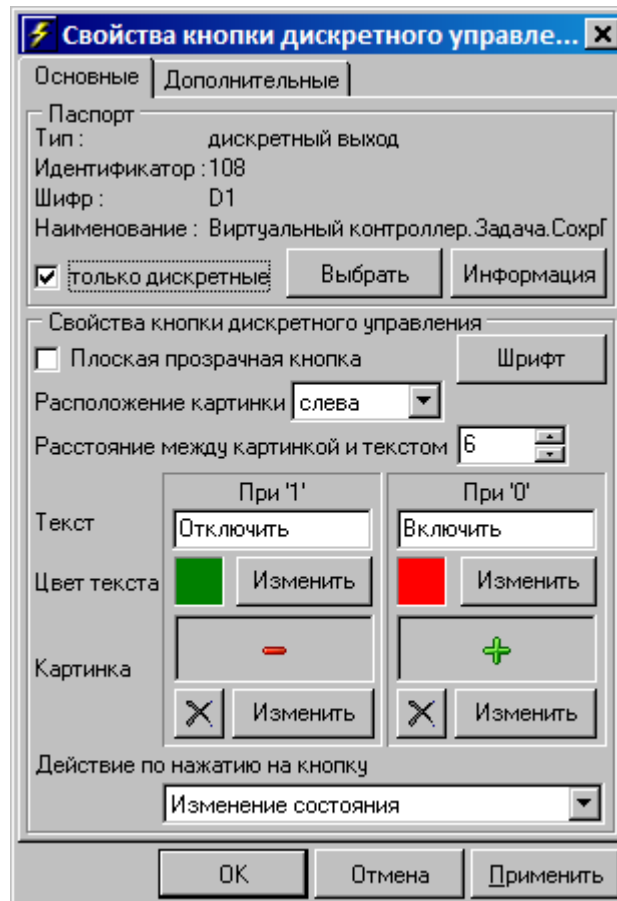 Свойства кнопки дискретного управле...
Основные Дополнительные
Паспорт
Тип : дискретный выход
Идентификатор : 108
Шифр : D1
Наименование : Виртуальный контроллер.Задача.Сохр
только дискретные Выбрать Информация
Свойства кнопки дискретного управления
Плоская прозрачная кнопка Шрифт
Расположение картинки слева
Расстояние между картинкой и текстом 6
При '1' При '0'
Текст Отключить Включить
Цвет текста Изменить Изменить
Картинка
Изменить Изменить
Действие по нажатию на кнопку
Изменение состояния
OK Отмена Применить